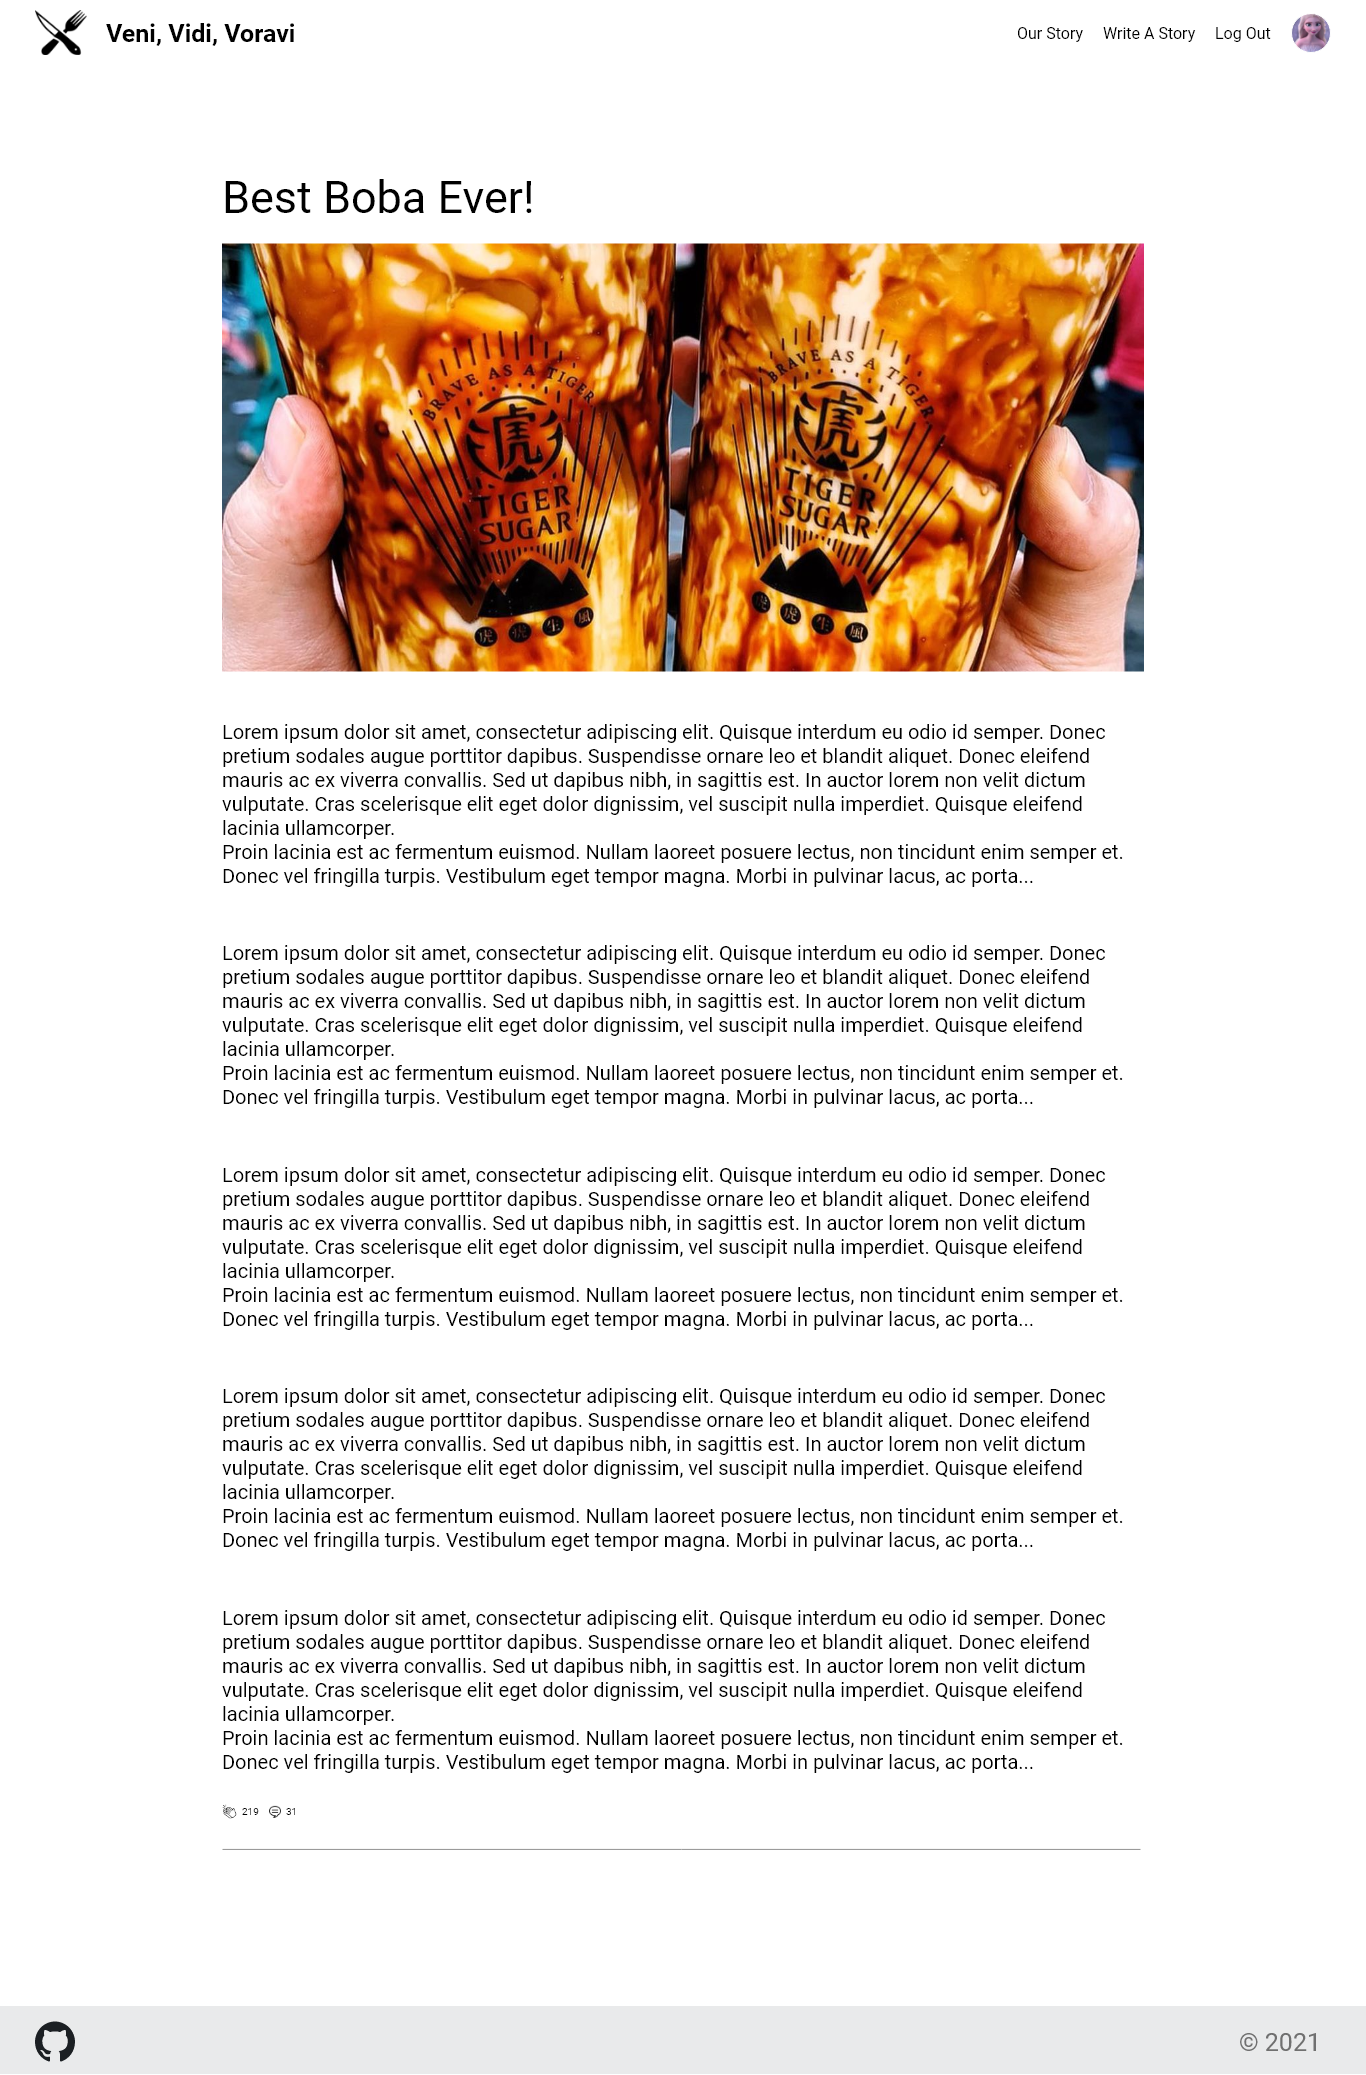 Veni, Vidi, Voravi
Our Story Write A Story Log Out
Best Boba Ever!
BRAVE AS A TIGER
虎
TIGER
SUGAR
虎 虎 生 風
BRAVE AS A TIGER
虎
TIGER
SUGAR
虎 虎 生 風
Lorem ipsum dolor sit amet, consectetur adipiscing elit. Quisque interdum eu odio id semper. Donec
pretium sodales augue porttitor dapibus. Suspendisse ornare leo et blandit aliquet. Donec eleifend
mauris ac ex viverra convallis. Sed ut dapibus nibh, in sagittis est. In auctor lorem non velit dictum
vulputate. Cras scelerisque elit eget dolor dignissim, vel suscipit nulla imperdiet. Quisque eleifend
lacinia ullamcorper.
Proin lacinia est ac fermentum euismod. Nullam laoreet posuere lectus, non tincidunt enim semper et.
Donec vel fringilla turpis. Vestibulum eget tempor magna. Morbi in pulvinar lacus, ac porta...
Lorem ipsum dolor sit amet, consectetur adipiscing elit. Quisque interdum eu odio id semper. Donec
pretium sodales augue porttitor dapibus. Suspendisse ornare leo et blandit aliquet. Donec eleifend
mauris ac ex viverra convallis. Sed ut dapibus nibh, in sagittis est. In auctor lorem non velit dictum
vulputate. Cras scelerisque elit eget dolor dignissim, vel suscipit nulla imperdiet. Quisque eleifend
lacinia ullamcorper.
Proin lacinia est ac fermentum euismod. Nullam laoreet posuere lectus, non tincidunt enim semper et.
Donec vel fringilla turpis. Vestibulum eget tempor magna. Morbi in pulvinar lacus, ac porta...
Lorem ipsum dolor sit amet, consectetur adipiscing elit. Quisque interdum eu odio id semper. Donec
pretium sodales augue porttitor dapibus. Suspendisse ornare leo et blandit aliquet. Donec eleifend
mauris ac ex viverra convallis. Sed ut dapibus nibh, in sagittis est. In auctor lorem non velit dictum
vulputate. Cras scelerisque elit eget dolor dignissim, vel suscipit nulla imperdiet. Quisque eleifend
lacinia ullamcorper.
Proin lacinia est ac fermentum euismod. Nullam laoreet posuere lectus, non tincidunt enim semper et.
Donec vel fringilla turpis. Vestibulum eget tempor magna. Morbi in pulvinar lacus, ac porta...
Lorem ipsum dolor sit amet, consectetur adipiscing elit. Quisque interdum eu odio id semper. Donec
pretium sodales augue porttitor dapibus. Suspendisse ornare leo et blandit aliquet. Donec eleifend
mauris ac ex viverra convallis. Sed ut dapibus nibh, in sagittis est. In auctor lorem non velit dictum
vulputate. Cras scelerisque elit eget dolor dignissim, vel suscipit nulla imperdiet. Quisque eleifend
lacinia ullamcorper.
Proin lacinia est ac fermentum euismod. Nullam laoreet posuere lectus, non tincidunt enim semper et.
Donec vel fringilla turpis. Vestibulum eget tempor magna. Morbi in pulvinar lacus, ac porta...
Lorem ipsum dolor sit amet, consectetur adipiscing elit. Quisque interdum eu odio id semper. Donec
pretium sodales augue porttitor dapibus. Suspendisse ornare leo et blandit aliquet. Donec eleifend
mauris ac ex viverra convallis. Sed ut dapibus nibh, in sagittis est. In auctor lorem non velit dictum
vulputate. Cras scelerisque elit eget dolor dignissim, vel suscipit nulla imperdiet. Quisque eleifend
lacinia ullamcorper.
Proin lacinia est ac fermentum euismod. Nullam laoreet posuere lectus, non tincidunt enim semper et.
Donec vel fringilla turpis. Vestibulum eget tempor magna. Morbi in pulvinar lacus, ac porta...
219 31
© 2021